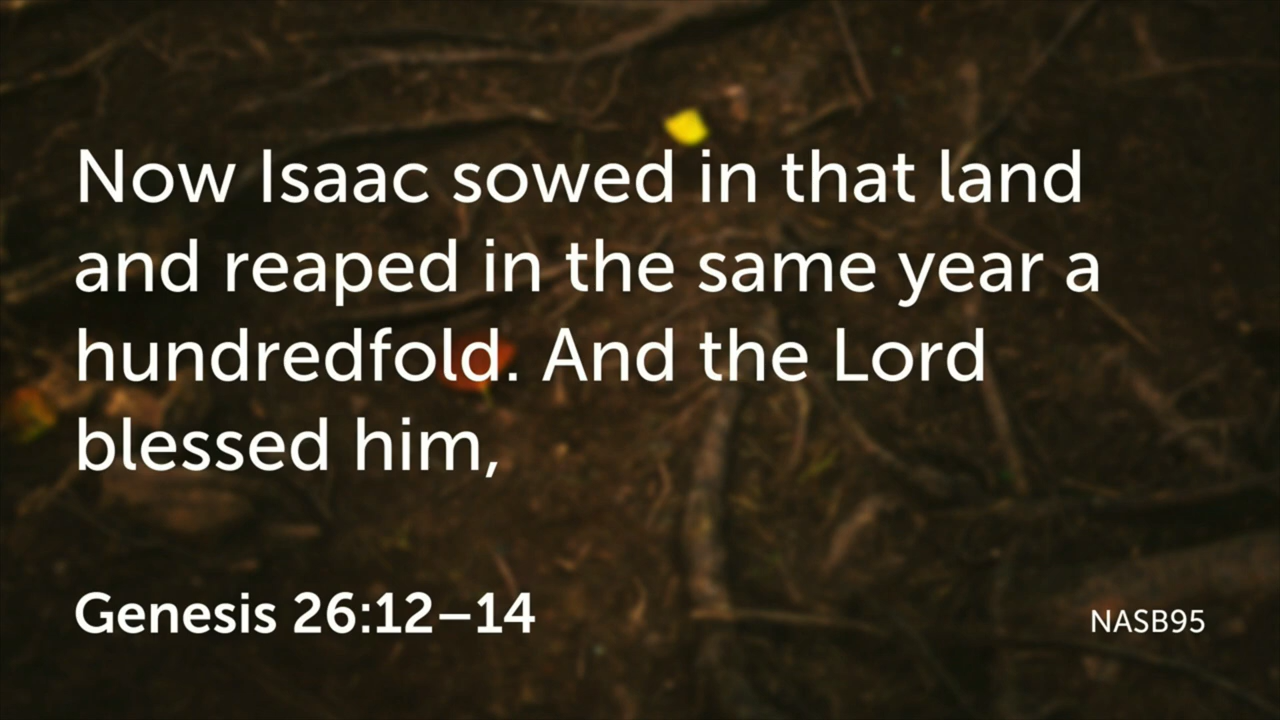 Now Isaac sowed in that land
and reaped in the same year a
hundredfold. And the Lord
blessed him,
Genesis 26:12–14
NASB95